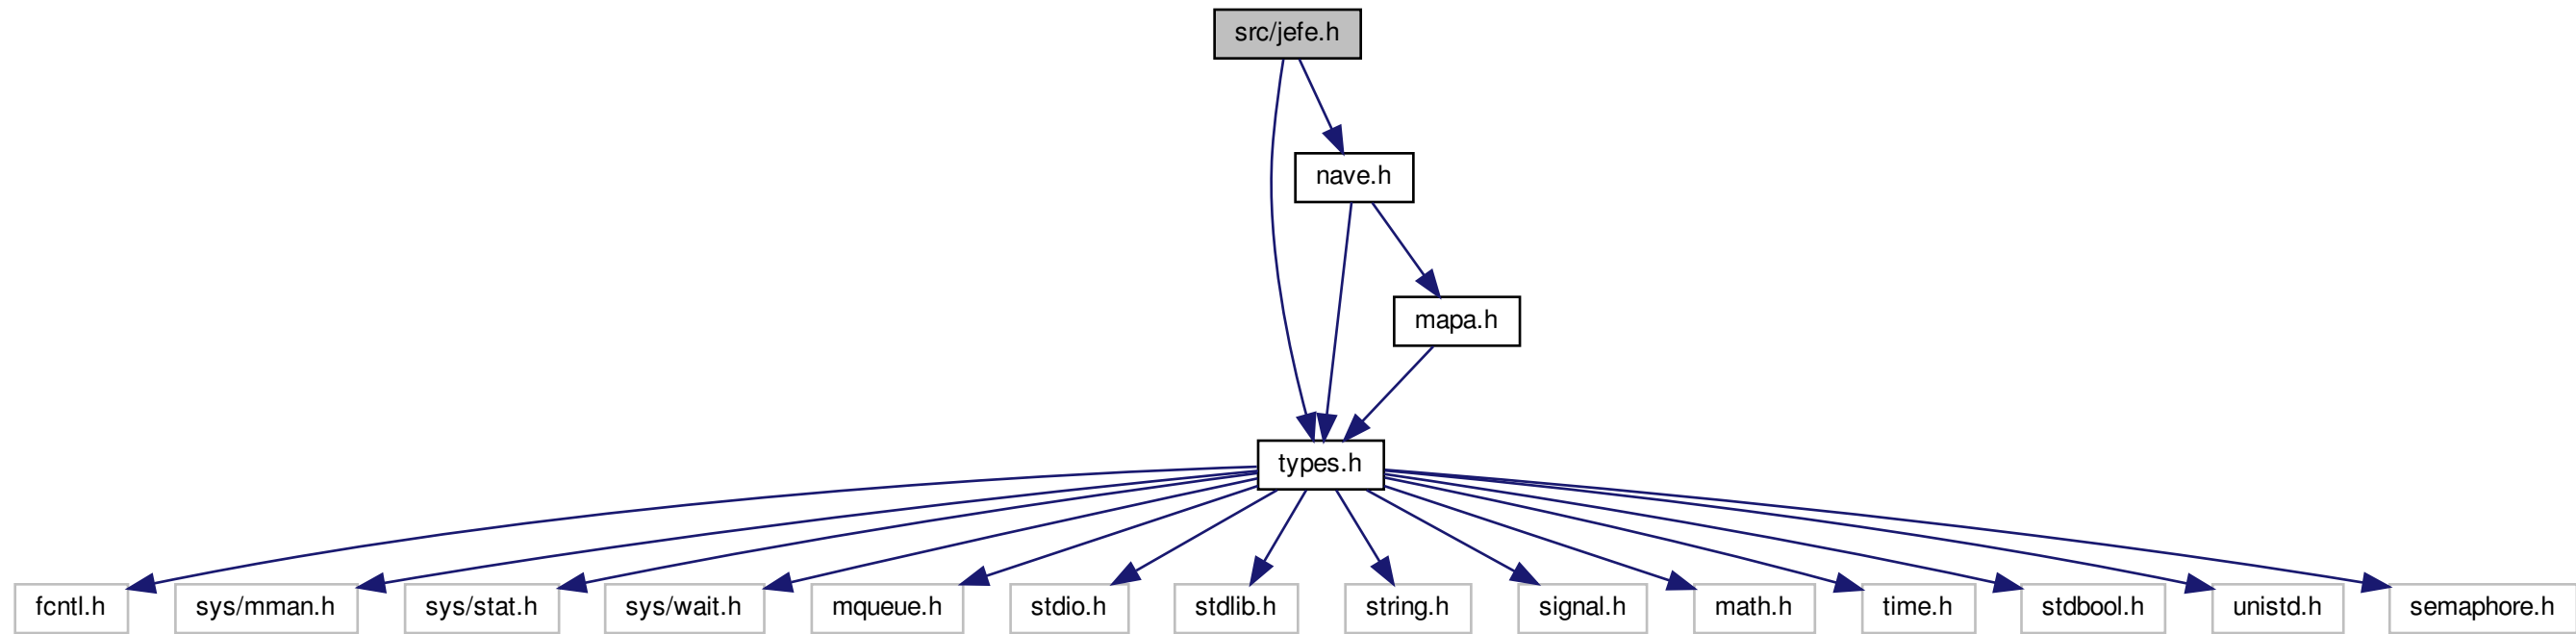 src/jefe.h
nave.h
mapa.h
types.h
fcntl.h
sys/mman.h
sys/stat.h
sys/wait.h
mqueue.h
stdio.h
stdlib.h
string.h
signal.h
math.h
time.h
stdbool.h
unistd.h
semaphore.h